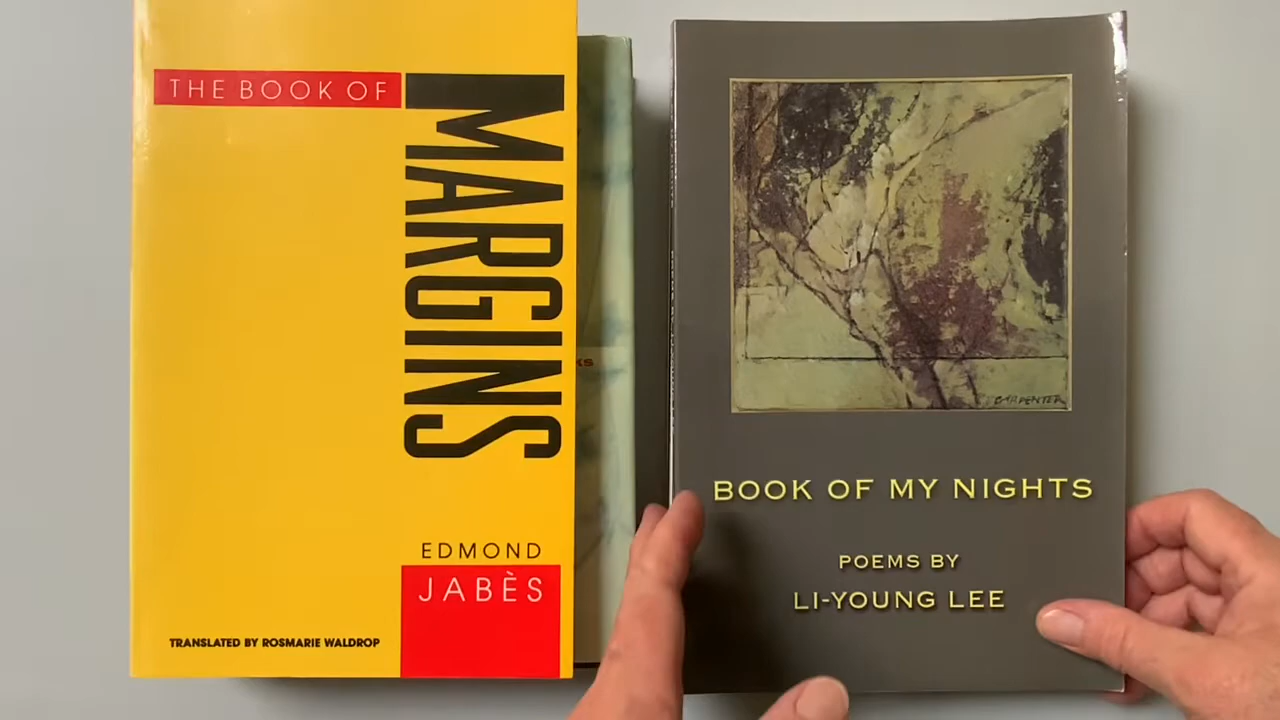 THE BOOK OF
MARGINS
EDMOND
JABÈS
TRANSLATED BY ROSMARIE WALDROP
KS
CARPENTER
BOOK OF MY NIGHTS
POEMS BY
LI-YOUNG LEE